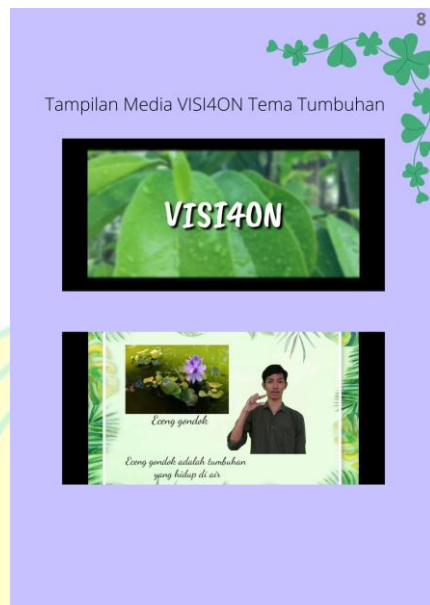 8
Tampilan Media VISI4ON Tema Tumbuhan
VISI4ON
Eceng gondok
Eceng gondok adalah tumbuhan
yang hidup di air